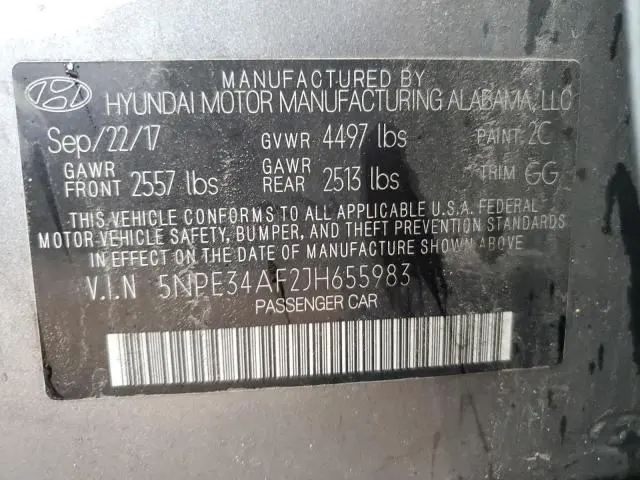 MANUFACTURED BY
HYUNDAI MOTOR MANUFACTURING ALABAMA, LLC
Sep/22/17 GVWR 4497 lbs PAINT: 2C
GAWR FRONT 2557 lbs GAWR REAR 2513 lbs TRIM GG
THIS VEHICLE CONFORMS TO ALL APPLICABLE U.S.A. FEDERAL
MOTOR VEHICLE SAFETY, BUMPER, AND THEFT PREVENTION STANDARDS
IN EFFECT ON THE DATE OF MANUFACTURE SHOWN ABOVE.
V.I.N 5NPE34AF2JH655983
PASSENGER CAR